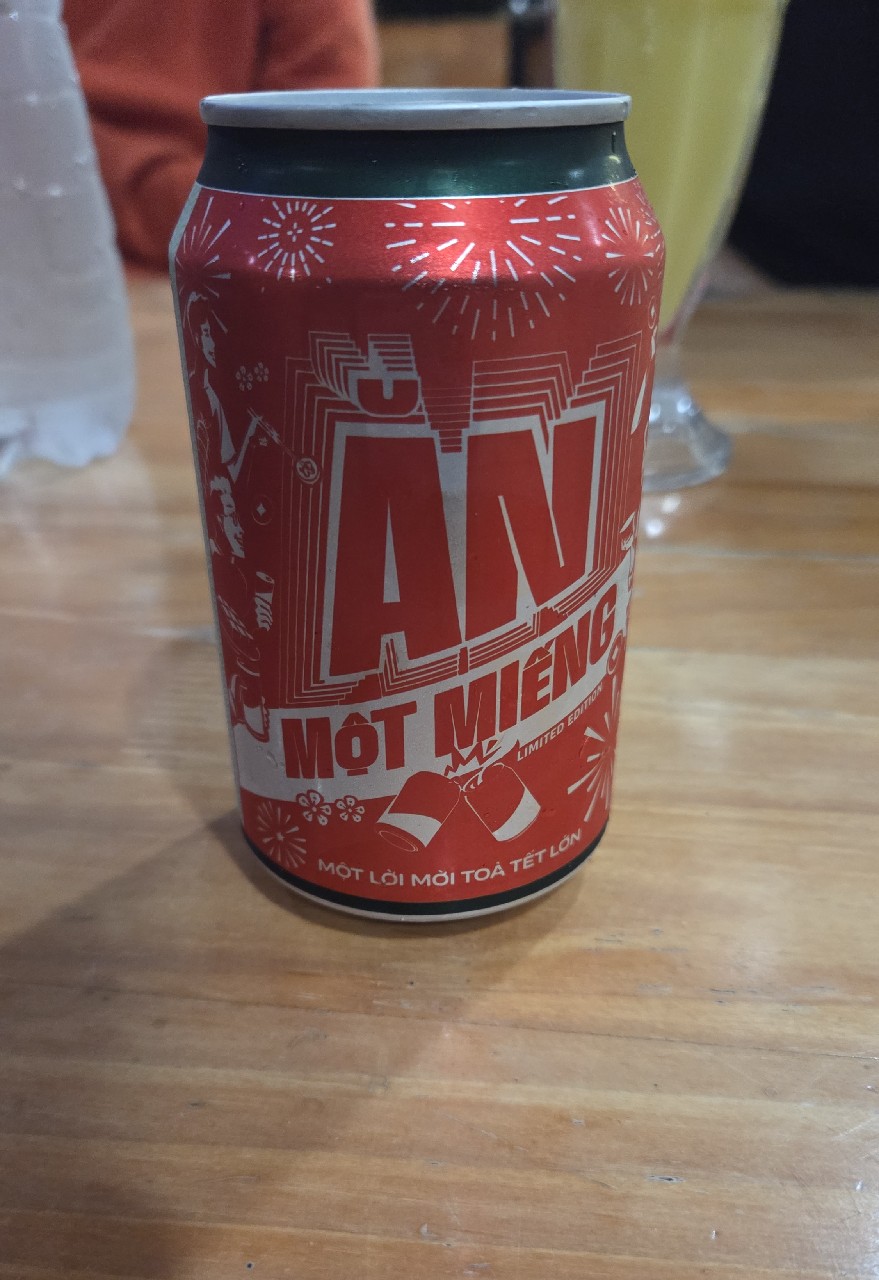 ĂN
MỘT MIẾNG
LIMITED EDITION
MỘT LỜI MỜI TOẢ TẾT LỚN